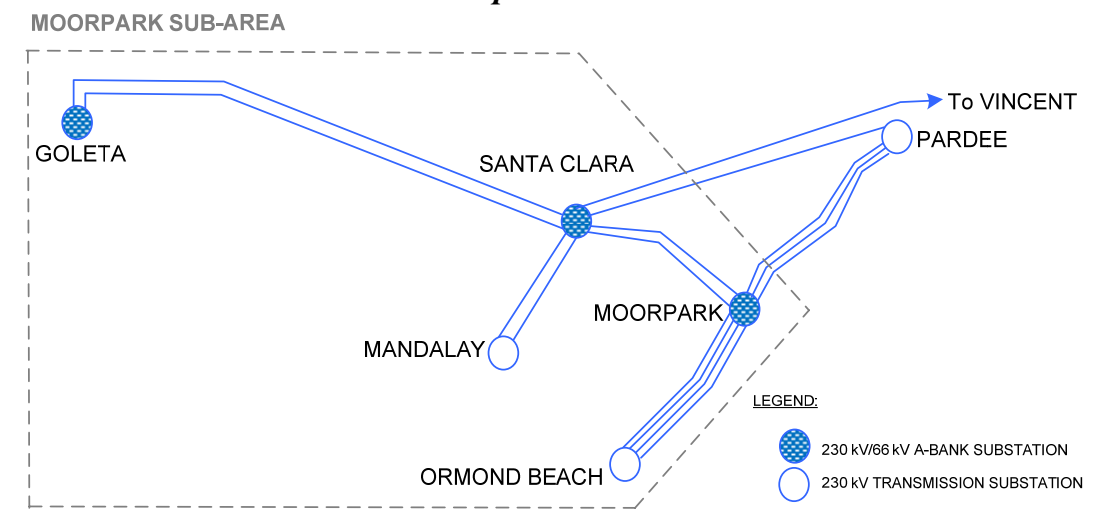 MOORPARK SUB-AREA
To VINCENT
PARDEE
GOLETA
SANTA CLARA
MOORPARK
MANDALAY
LEGEND:
230 kV/66 kV A-BANK SUBSTATION
ORMOND BEACH
230 kV TRANSMISSION SUBSTATION